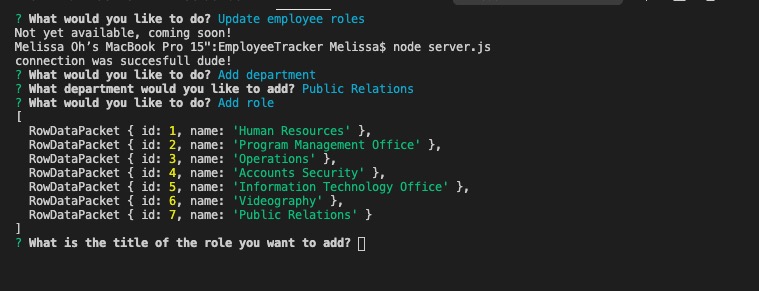 ? What would you like to do? Update employee roles
Not yet available, coming soon!
Melissa Oh’s MacBook Pro 15":EmployeeTracker Melissa$ node server.js
connection was succesfull dude!
? What would you like to do? Add department
? What department would you like to add? Public Relations
? What would you like to do? Add role
[
  RowDataPacket { id: 1, name: 'Human Resources' },
  RowDataPacket { id: 2, name: 'Program Management Office' },
  RowDataPacket { id: 3, name: 'Operations' },
  RowDataPacket { id: 4, name: 'Accounts Security' },
  RowDataPacket { id: 5, name: 'Information Technology Office' },
  RowDataPacket { id: 6, name: 'Videography' },
  RowDataPacket { id: 7, name: 'Public Relations' }
]
? What is the title of the role you want to add?